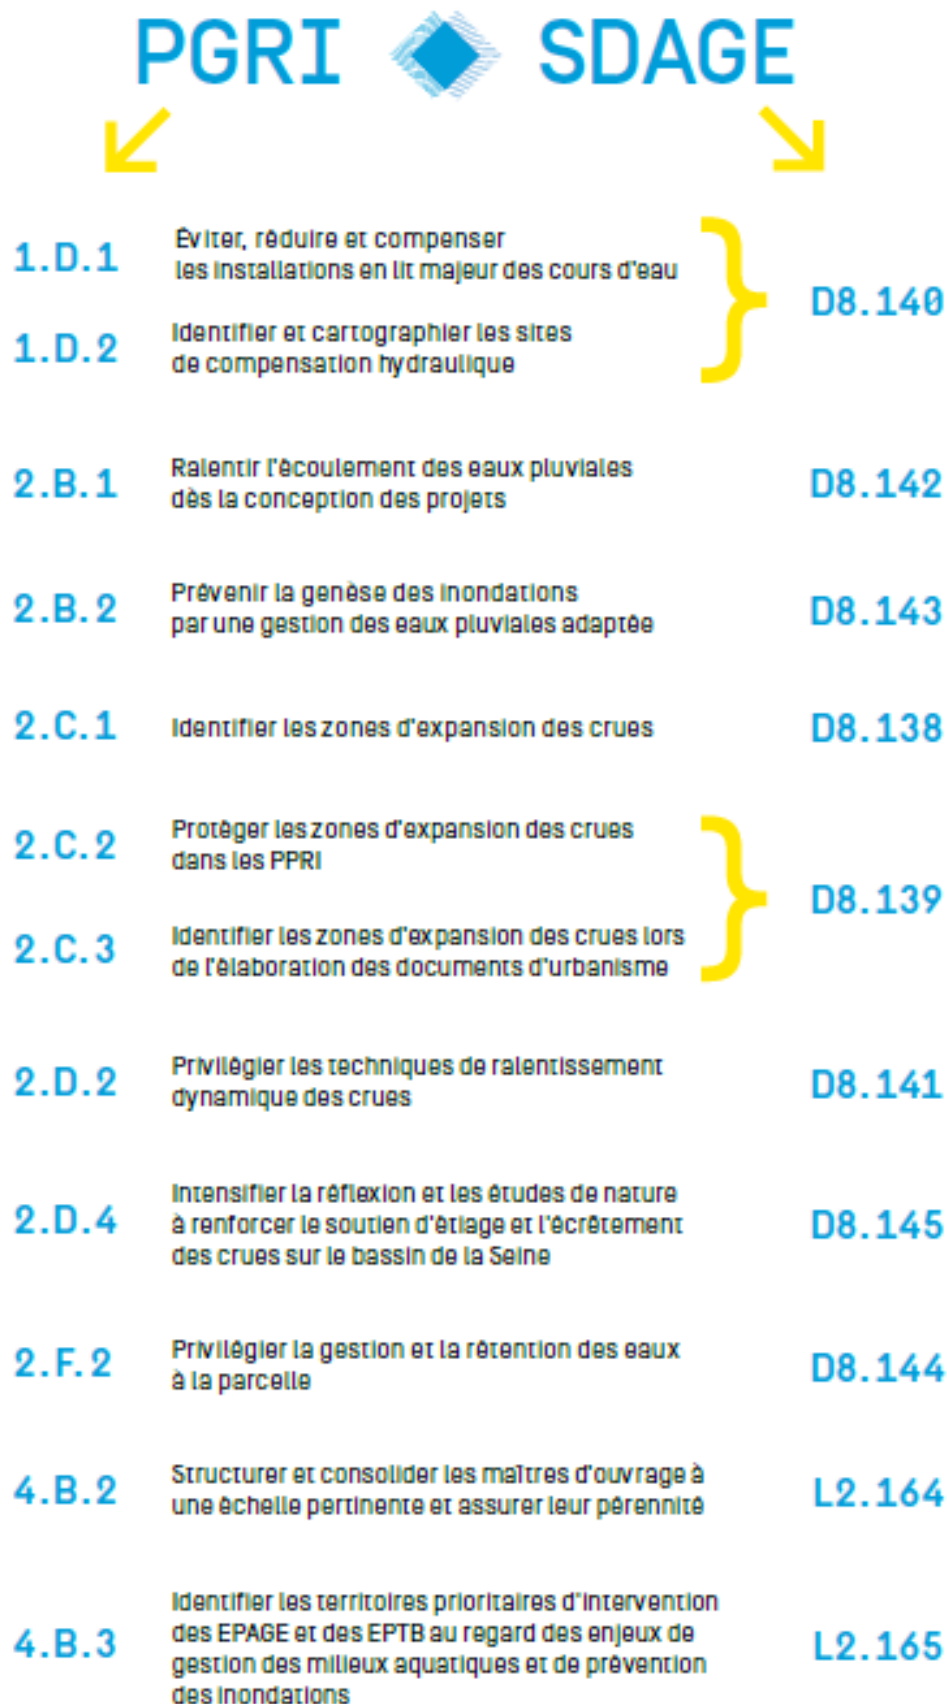 PGRI SDAGE
1.D.1 Éviter, réduire et compenser
les installations en lit majeur des cours d'eau
D8.140
1.D.2 Identifier et cartographier les sites
de compensation hydraulique
2.B.1 Ralentir l'écoulement des eaux pluviales
dès la conception des projets
D8.142
2.B.2 Prévenir la genèse des inondations
par une gestion des eaux pluviales adaptée
D8.143
2.C.1 Identifier les zones d'expansion des crues D8.138
2.C.2 Protéger les zones d'expansion des crues
dans les PPRI
D8.139
2.C.3 Identifier les zones d'expansion des crues lors
de l'élaboration des documents d'urbanisme
2.D.2 Privilégier les techniques de ralentissement
dynamique des crues
D8.141
2.D.4 Intensifier la réflexion et les études de nature
à renforcer le soutien d'étiage et l'écrêtement
des crues sur le bassin de la Seine
D8.145
2.F.2 Privilégier la gestion et la rétention des eaux
à la parcelle
D8.144
4.B.2 Structurer et consolider les maîtres d'ouvrage à
une échelle pertinente et assurer leur pérennité
L2.164
4.B.3 Identifier les territoires prioritaires d'intervention
des EPAGE et des EPTB au regard des enjeux de
gestion des milieux aquatiques et de prévention
des inondations
L2.165